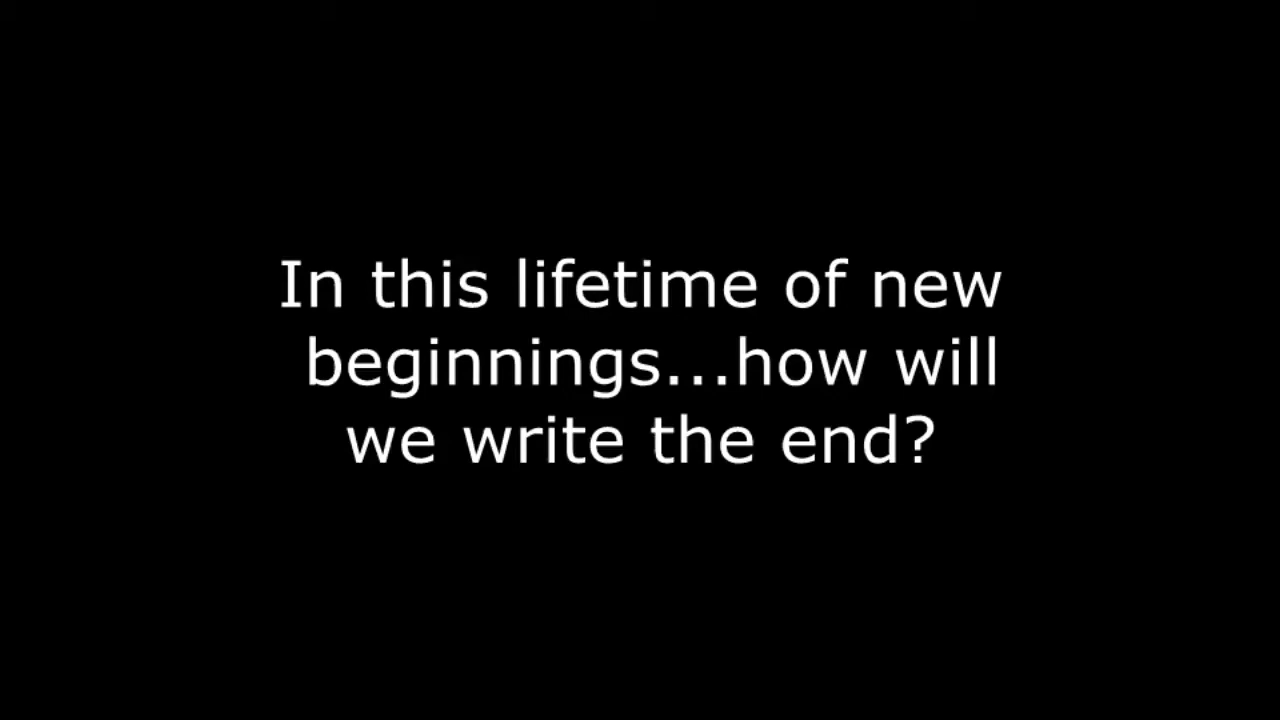 In this lifetime of new
beginnings...how will
we write the end?